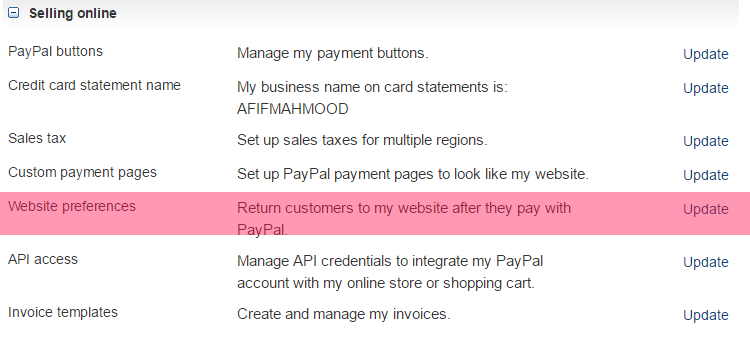 Selling online
PayPal buttons Manage my payment buttons. Update
Credit card statement name My business name on card statements is: Update
AFIFMAHMOOD
Sales tax Set up sales taxes for multiple regions. Update
Custom payment pages Set up PayPal payment pages to look like my website. Update
Website preferences Return customers to my website after they pay with Update
PayPal.
API access Manage API credentials to integrate my PayPal Update
account with my online store or shopping cart.
Invoice templates Create and manage my invoices. Update